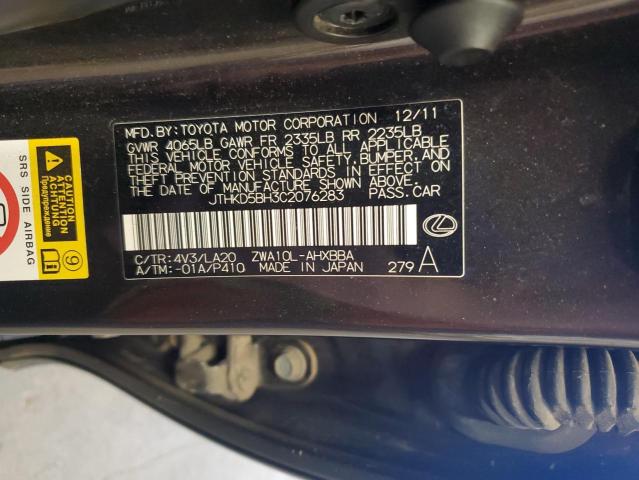 MFD.BY:TOYOTA MOTOR CORPORATION 12/11
GVWR 4065LB GAWR FR 2335LB RR 2235LB
THIS VEHICLE CONFORMS TO ALL APPLICABLE
FEDERAL MOTOR VEHICLE SAFETY, BUMPER, AND
THEFT PREVENTION STANDARDS IN EFFECT ON
THE DATE OF MANUFACTURE SHOWN ABOVE.
JTHKD5BH3C2076283 PASS-CAR
C/TR: 4V3/LA20 ZWA10L-AHXBBA
A/TM: -01A/P410 MADE IN JAPAN 279 A
CAUTION
ATTENTION
ACHTUNG
Предупреждение
9
i
SRS SIDE AIRBAG